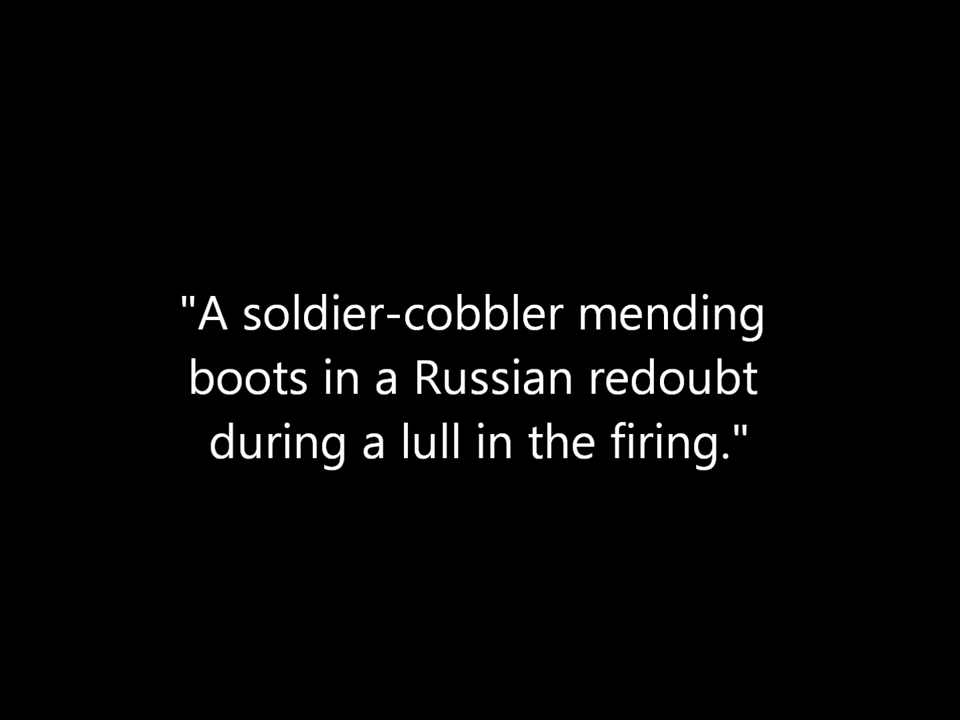 "A soldier-cobbler mending
boots in a Russian redoubt
during a lull in the firing."